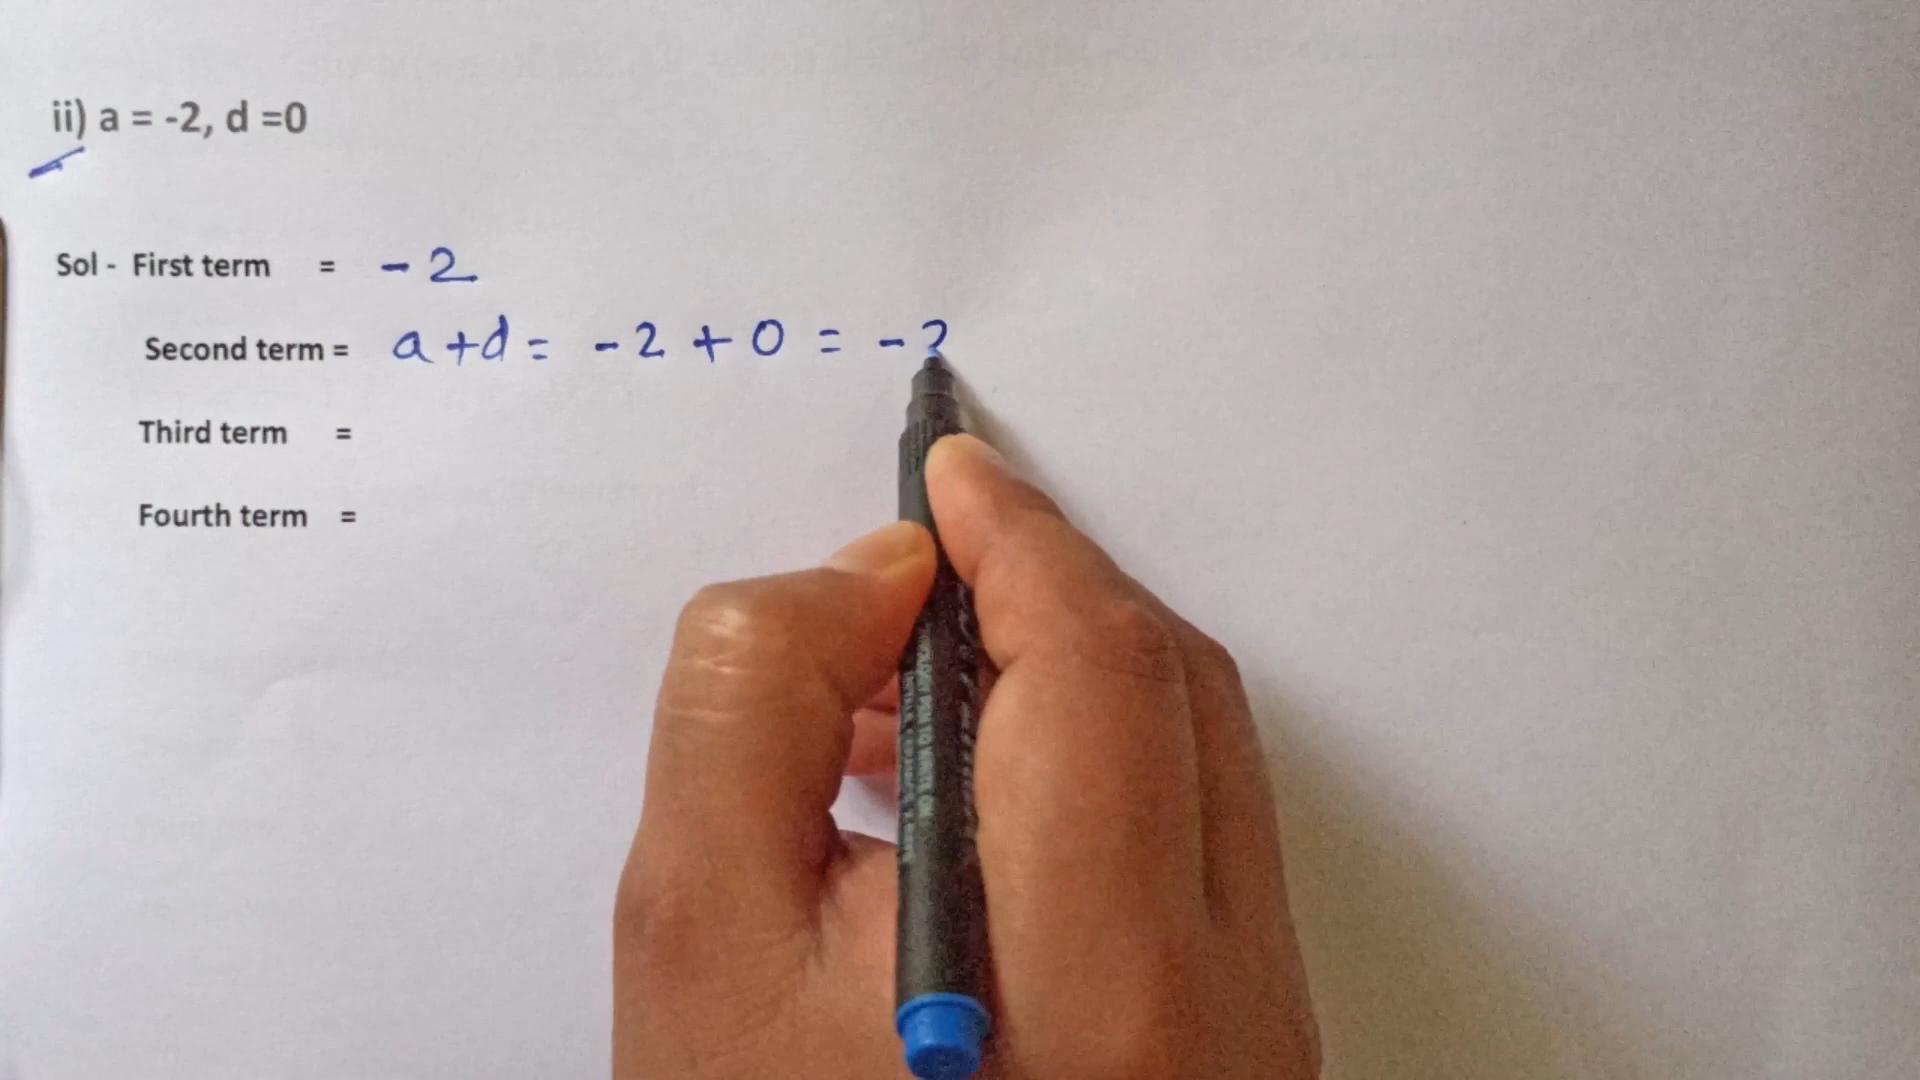 ii) a = -2, d =0
Sol - First term = - 2
Second term = a + d = - 2 + 0 = - 2
Third term =
Fourth term =